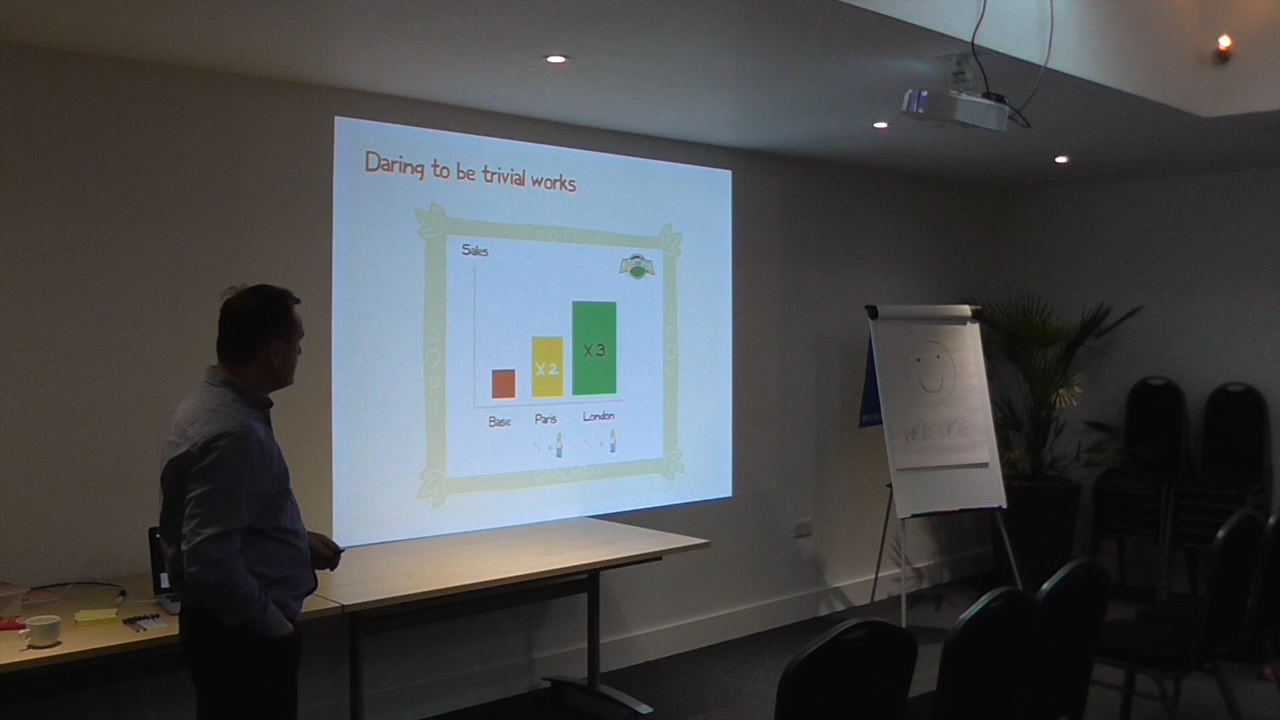 Daring to be trivial works
Sales
X 2
X 3
Base
Paris
London
WELCOME